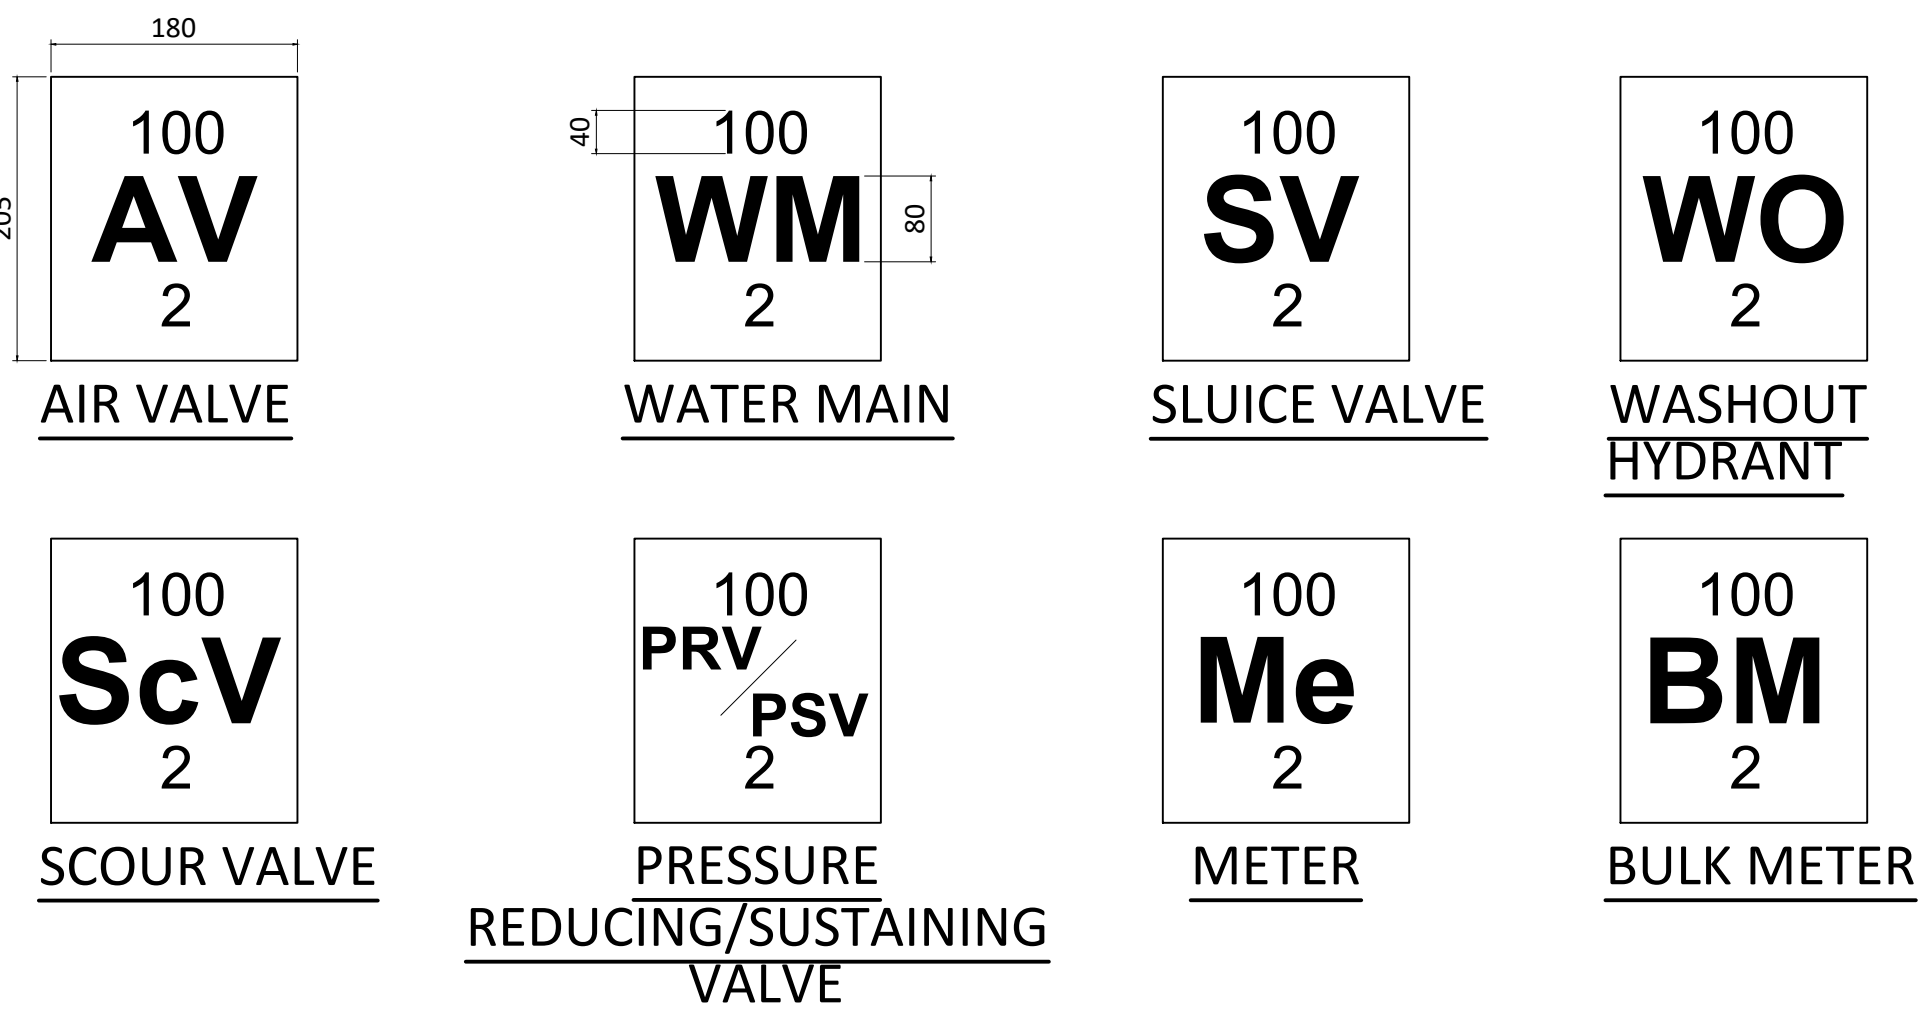 180
205
100
AV
2
AIR VALVE
40
100
WM
80
2
WATER MAIN
100
SV
2
SLUICE VALVE
100
WO
2
WASHOUT
HYDRANT
100
ScV
2
SCOUR VALVE
100
PRV
PSV
2
PRESSURE
REDUCING/SUSTAINING
VALVE
100
Me
2
METER
100
BM
2
BULK METER